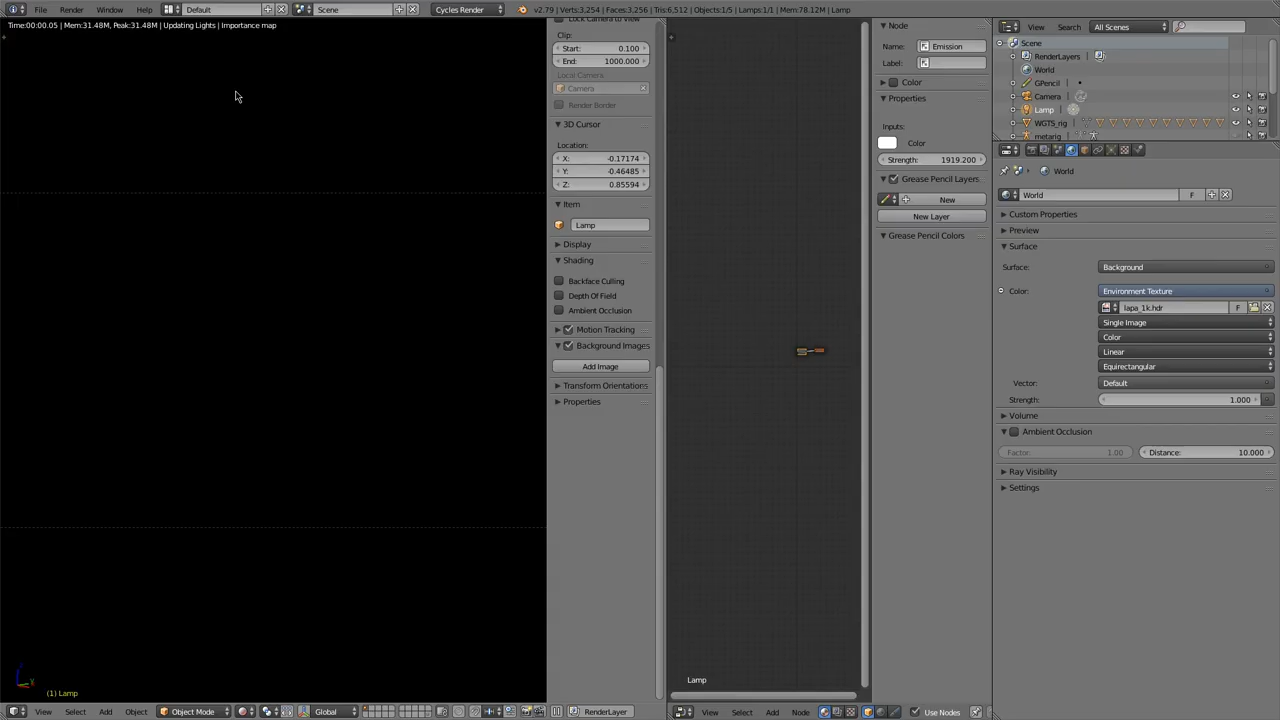 File Render Window Help Default Scene Cycles Render v2.79 | Verts:3,254 | Faces:3,256 | Tris:6,512 | Objects:1/5 | Lamps:1/1 | Mem:78.12M | Lamp
Time:00:00.05 | Mem:31.48M, Peak:31.48M | Updating Lights | Importance map
Lock Camera to View
Clip:
Start: 0.100
End: 1000.000
Local Camera:
Camera
Render Border
3D Cursor
Location:
X: -0.17174
Y: -0.46485
Z: 0.85594
Item
Lamp
Display
Shading
Backface Culling
Depth Of Field
Ambient Occlusion
Motion Tracking
Background Images
Add Image
Transform Orientations
Properties
(1) Lamp
View Select Add Object Object Mode Global RenderLayer
Lamp
View Select Add Node Use Nodes
Node
Name: Emission
Label:
Color
Properties
Inputs:
Color
Strength: 1919.200
Grease Pencil Layers
New
New Layer
Grease Pencil Colors
View Search All Scenes
Scene
RenderLayers
World
GPencil
Camera
Lamp
WGTS_rig
metarig
World
World F
Custom Properties
Preview
Surface
Surface: Background
Color: Environment Texture
lapa_1k.hdr F
Single Image
Color
Linear
Equirectangular
Vector: Default
Strength: 1.000
Volume
Ambient Occlusion
Factor: 1.00 Distance: 10.000
Ray Visibility
Settings